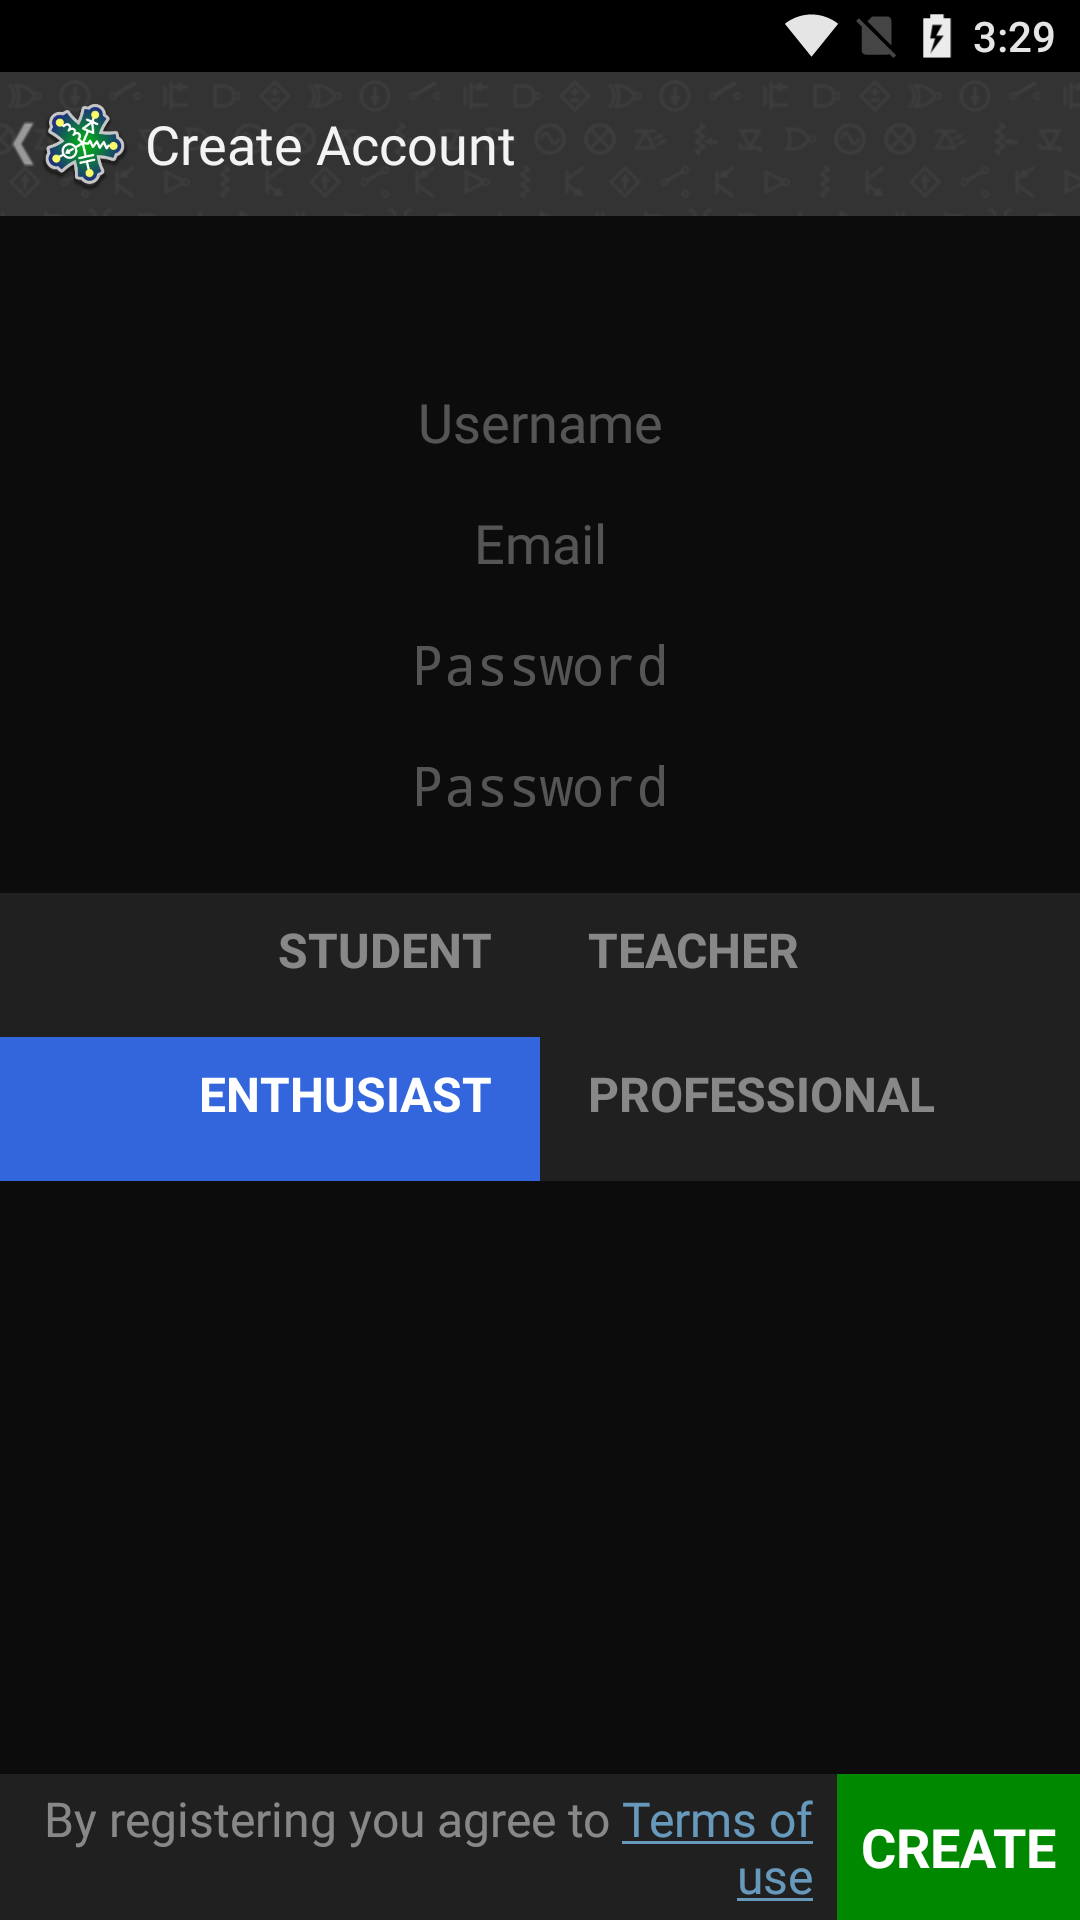 3:29
Create Account
Username
Email
Password
Password
STUDENT TEACHER
ENTHUSIAST PROFESSIONAL
By registering you agree to Terms of
use
CREATE